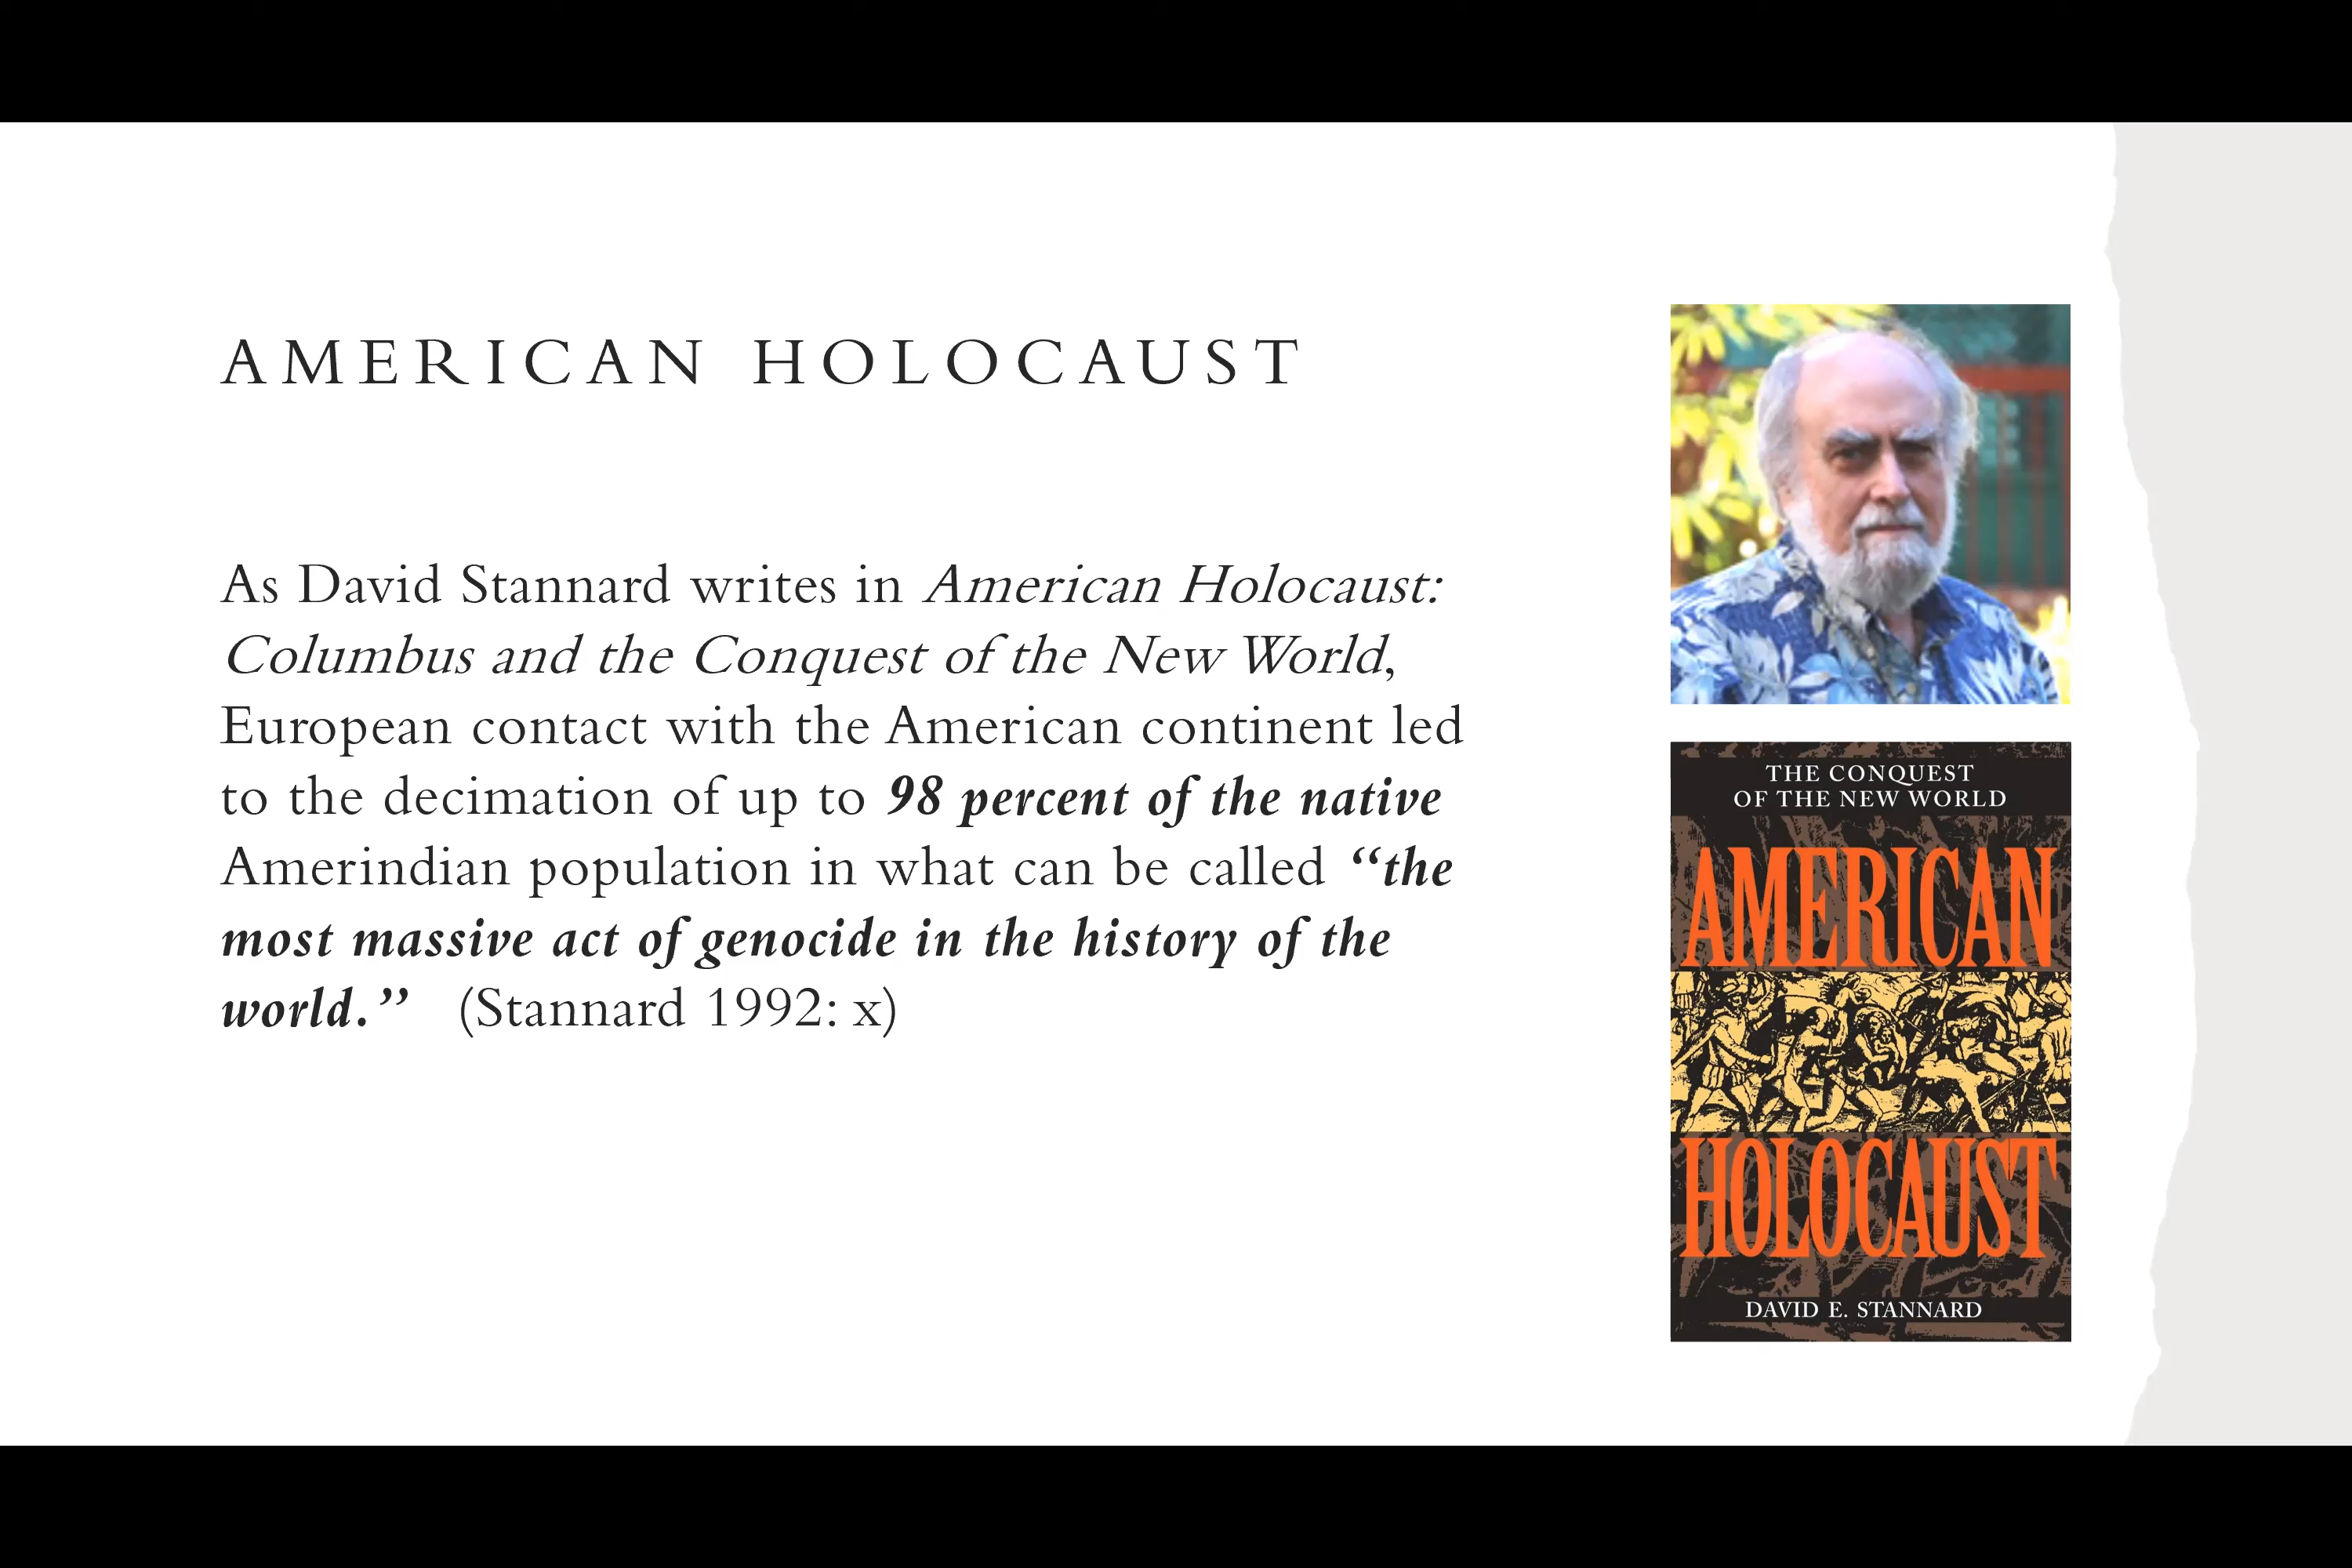 AMERICAN HOLOCAUST
As David Stannard writes in American Holocaust:
Columbus and the Conquest of the New World,
European contact with the American continent led
to the decimation of up to 98 percent of the native
Amerindian population in what can be called “the
most massive act of genocide in the history of the
world.” (Stannard 1992: x)
THE CONQUEST
OF THE NEW WORLD
AMERICAN
HOLOCAUST
DAVID E. STANNARD